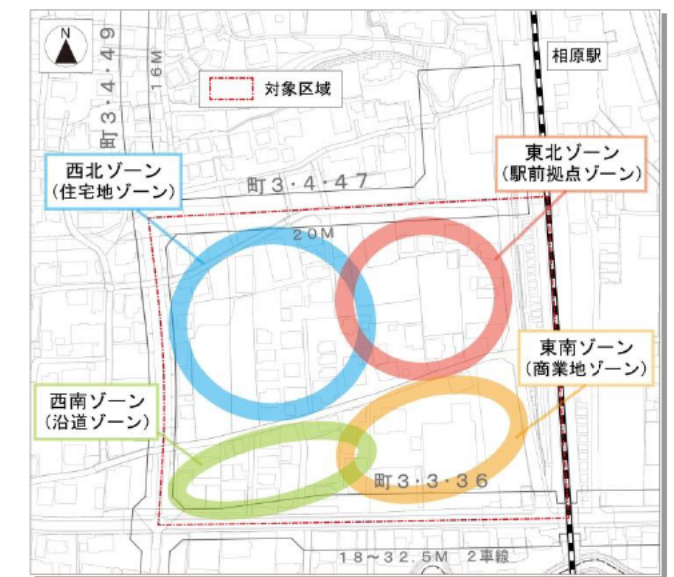 N
町3・4・49
16M
相原駅
対象区域
西北ゾーン
(住宅地ゾーン)
東北ゾーン
(駅前拠点ゾーン)
町3・4・47
20M
東南ゾーン
(商業地ゾーン)
西南ゾーン
(沿道ゾーン)
町3・3・36
18～32.5M 2車線